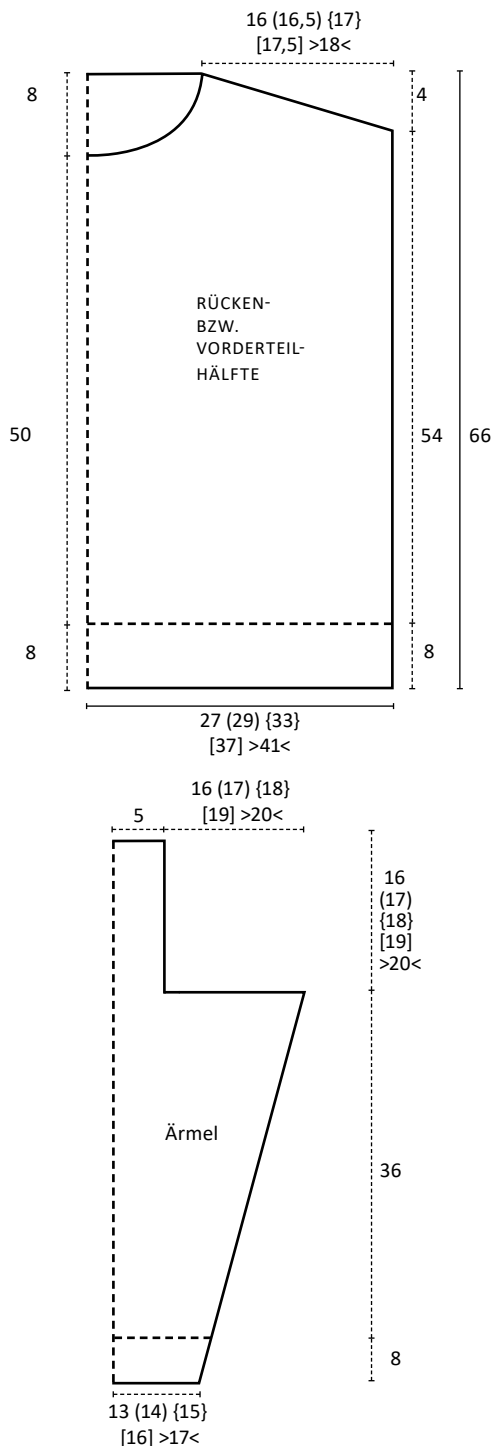 16 (16,5) {17}
[17,5] >18<
8
4
RÜCKEN-
BZW.
VORDERTEIL-
HÄLFTE
50
54
66
8
8
27 (29) {33}
[37] >41<
16 (17) {18}
5
[19] >20<
16
(17)
{18}
[19]
>20<
Ärmel
36
8
13 (14) {15}
[16] >17<